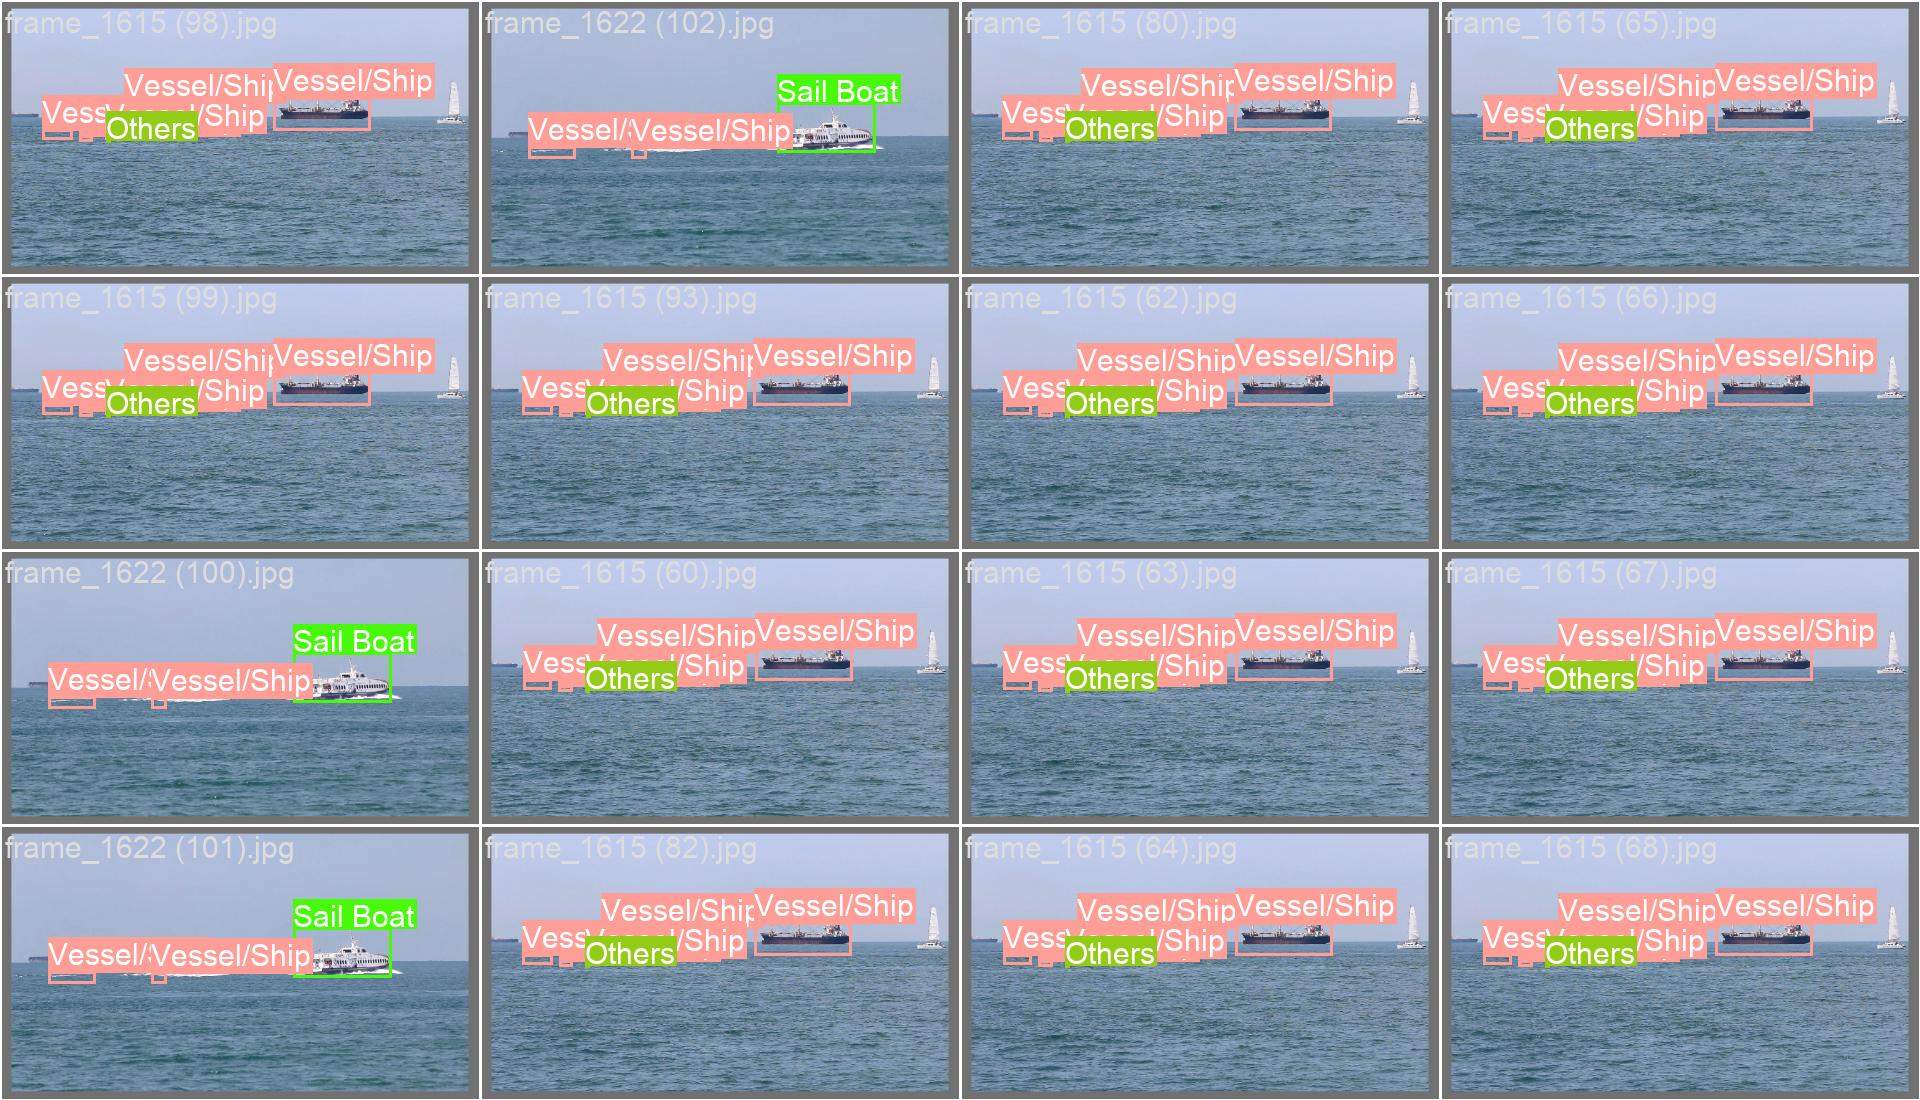 frame_1615 (98).jpg
Vessel/Ship
Vessel/Ship
Vess
/Ship
Others
frame_1622 (102).jpg
Sail Boat
Vessel/
Vessel/Ship
frame_1615 (80).jpg
Vessel/Ship
Vessel/Ship
Vess
/Ship
Others
frame_1615 (65).jpg
Vessel/Ship
Vessel/Ship
Vess
/Ship
Others
frame_1615 (99).jpg
Vessel/Ship
Vessel/Ship
Vess
/Ship
Others
frame_1615 (93).jpg
Vessel/Ship
Vessel/Ship
Vess
/Ship
Others
frame_1615 (62).jpg
Vessel/Ship
Vessel/Ship
Vess
/Ship
Others
frame_1615 (66).jpg
Vessel/Ship
Vessel/Ship
Vess
/Ship
Others
frame_1622 (100).jpg
Sail Boat
Vessel/
Vessel/Ship
frame_1615 (60).jpg
Vessel/Ship
Vessel/Ship
Vess
/Ship
Others
frame_1615 (63).jpg
Vessel/Ship
Vessel/Ship
Vess
/Ship
Others
frame_1615 (67).jpg
Vessel/Ship
Vessel/Ship
Vess
/Ship
Others
frame_1622 (101).jpg
Sail Boat
Vessel/
Vessel/Ship
frame_1615 (82).jpg
Vessel/Ship
Vessel/Ship
Vess
/Ship
Others
frame_1615 (64).jpg
Vessel/Ship
Vessel/Ship
Vess
/Ship
Others
frame_1615 (68).jpg
Vessel/Ship
Vessel/Ship
Vess
/Ship
Others